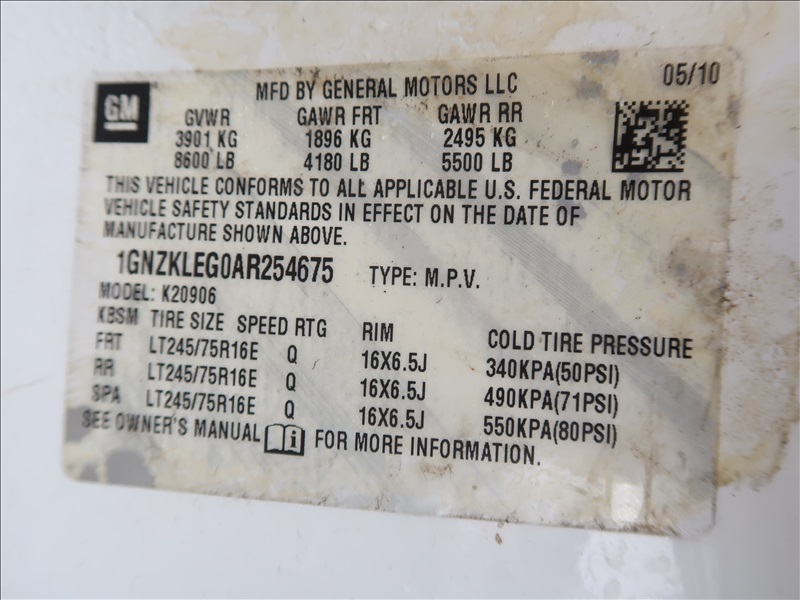 GM
MFD BY GENERAL MOTORS LLC 05/10
GVWR GAWR FRT GAWR RR
3901 KG 1896 KG 2495 KG
8600 LB 4180 LB 5500 LB
THIS VEHICLE CONFORMS TO ALL APPLICABLE U.S. FEDERAL MOTOR
VEHICLE SAFETY STANDARDS IN EFFECT ON THE DATE OF
MANUFACTURE SHOWN ABOVE.
1GNZKLEG0AR254675 TYPE: M.P.V.
MODEL: K20906
KBSM TIRE SIZE SPEED RTG RIM COLD TIRE PRESSURE
FRT LT245/75R16E Q 16X6.5J 340KPA(50PSI)
RR LT245/75R16E Q 16X6.5J 490KPA(71PSI)
SPA LT245/75R16E Q 16X6.5J 550KPA(80PSI)
SEE OWNER'S MANUAL i FOR MORE INFORMATION.